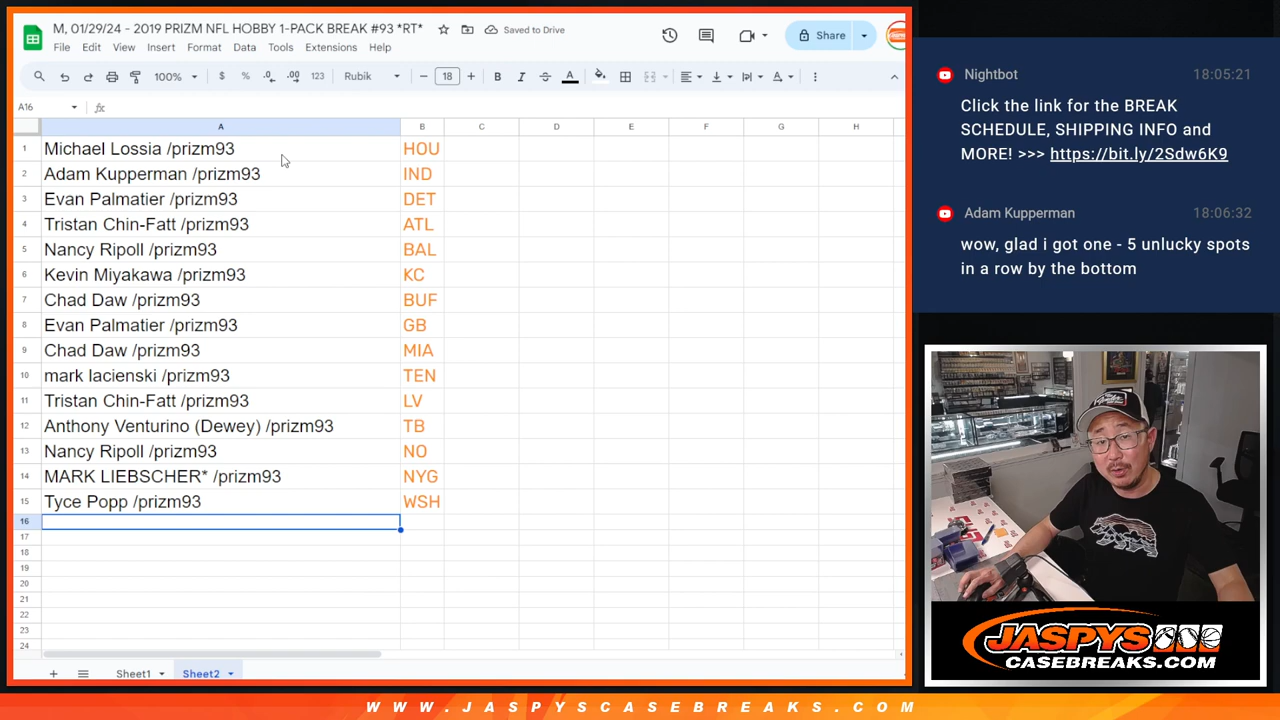 M, 01/29/24 - 2019 PRIZM NFL HOBBY 1-PACK BREAK #93 *RT*
Saved to Drive
Share
File Edit View Insert Format Data Tools Extensions Help
100% $ % .0 .00 123 Rubik 18 B I A
A16 fx
A B C D E F G H
1 Michael Lossia /prizm93 HOU
2 Adam Kupperman /prizm93 IND
3 Evan Palmatier /prizm93 DET
4 Tristan Chin-Fatt /prizm93 ATL
5 Nancy Ripoll /prizm93 BAL
6 Kevin Miyakawa /prizm93 KC
7 Chad Daw /prizm93 BUF
8 Evan Palmatier /prizm93 GB
9 Chad Daw /prizm93 MIA
10 mark lacienski /prizm93 TEN
11 Tristan Chin-Fatt /prizm93 LV
12 Anthony Venturino (Dewey) /prizm93 TB
13 Nancy Ripoll /prizm93 NO
14 MARK LIEBSCHER* /prizm93 NYG
15 Tyce Popp /prizm93 WSH
16
17
18
19
20
21
22
23
24
Sheet1 Sheet2
Nightbot 18:05:21
Click the link for the BREAK
SCHEDULE, SHIPPING INFO and
MORE! >>> https://bit.ly/2Sdw6K9
Adam Kupperman 18:06:32
wow, glad i got one - 5 unlucky spots
in a row by the bottom
JASPYS
CASEBREAKS.COM
WWW.JASPYSCASEBREAKS.COM